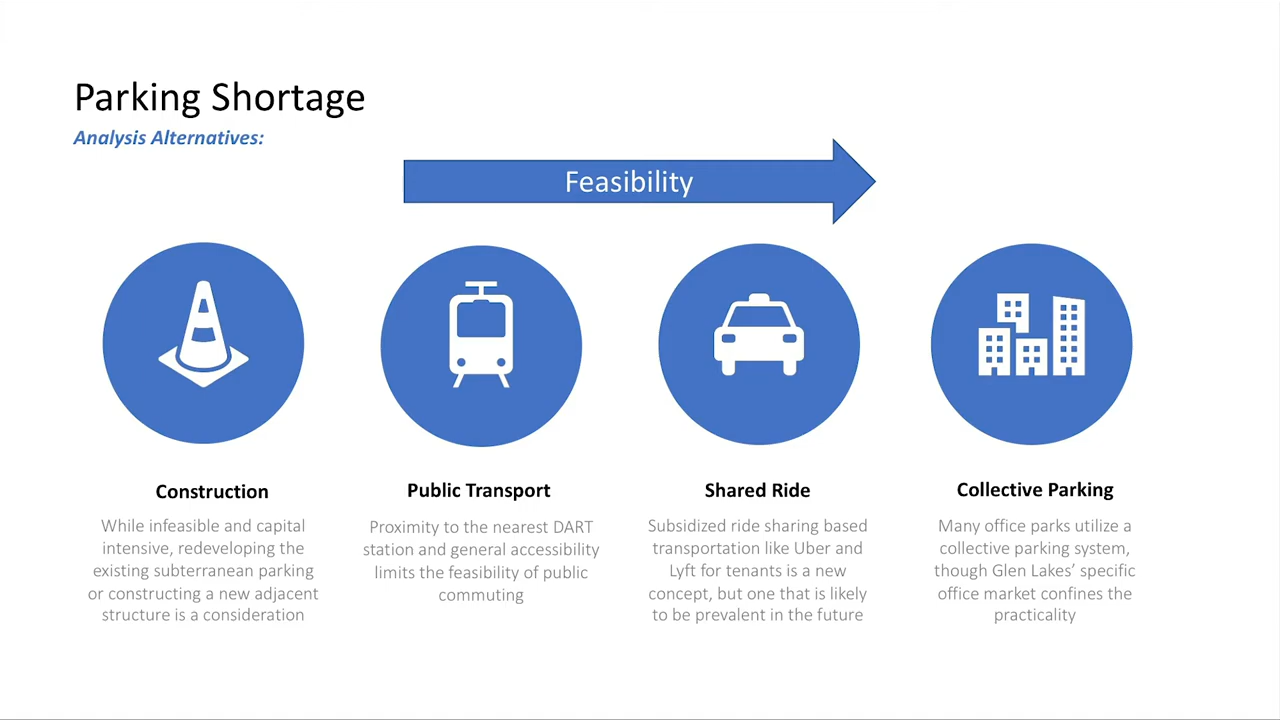 Parking Shortage
Analysis Alternatives:
Feasibility
Construction
While infeasible and capital
intensive, redeveloping the
existing subterranean parking
or constructing a new adjacent
structure is a consideration
Public Transport
Proximity to the nearest DART
station and general accessibility
limits the feasibility of public
commuting
Shared Ride
Subsidized ride sharing based
transportation like Uber and
Lyft for tenants is a new
concept, but one that is likely
to be prevalent in the future
Collective Parking
Many office parks utilize a
collective parking system,
though Glen Lakes’ specific
office market confines the
practicality